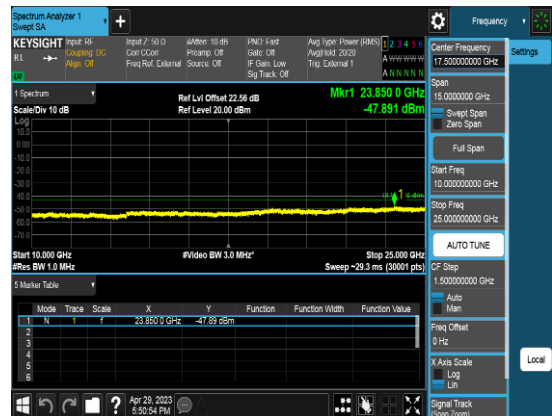 Spectrum Analyzer 1
Swept SA
+
Frequency
KEYSIGHT Input: RF
Coupling: DC
Align: Off
RL
Input Z: 50 Ω
Corr CCorr
Freq Ref: External
#Atten: 10 dB
Preamp: Off
Source: Off
PNO: Fast
Gate: Off
IF Gain: Low
Sig Track: Off
Avg Type: Power (RMS)
Avg|Hold: 20/20
Trig: External 1
1 2 3 4 5 6
A W W W W W
A N N N N N
1 Spectrum
Scale/Div 10 dB
Ref Lvl Offset 22.56 dB
Ref Level 20.00 dBm
Mkr1 23.850 0 GHz
-47.891 dBm
Log
10.0
0.00
-10.0
-20.0
-30.0
-40.0
-50.0
-60.0
-70.0
1
Start 10.000 GHz
#Res BW 1.0 MHz
#Video BW 3.0 MHz*
Stop 25.000 GHz
Sweep ~29.3 ms (30001 pts)
5 Marker Table
Mode Trace Scale X Y Function Function Width Function Value
1 N 1 f 23.850 0 GHz -47.89 dBm
2
3
4
5
6
Apr 29, 2023
5:50:54 PM
?
Center Frequency
17.500000000 GHz
Span
15.0000000 GHz
Swept Span
Zero Span
Full Span
Start Freq
10.000000000 GHz
Stop Freq
25.000000000 GHz
AUTO TUNE
CF Step
1.500000000 GHz
Auto
Man
Freq Offset
0 Hz
X Axis Scale
Log
Lin
Signal Track
(Span Zoom)
Settings
Local